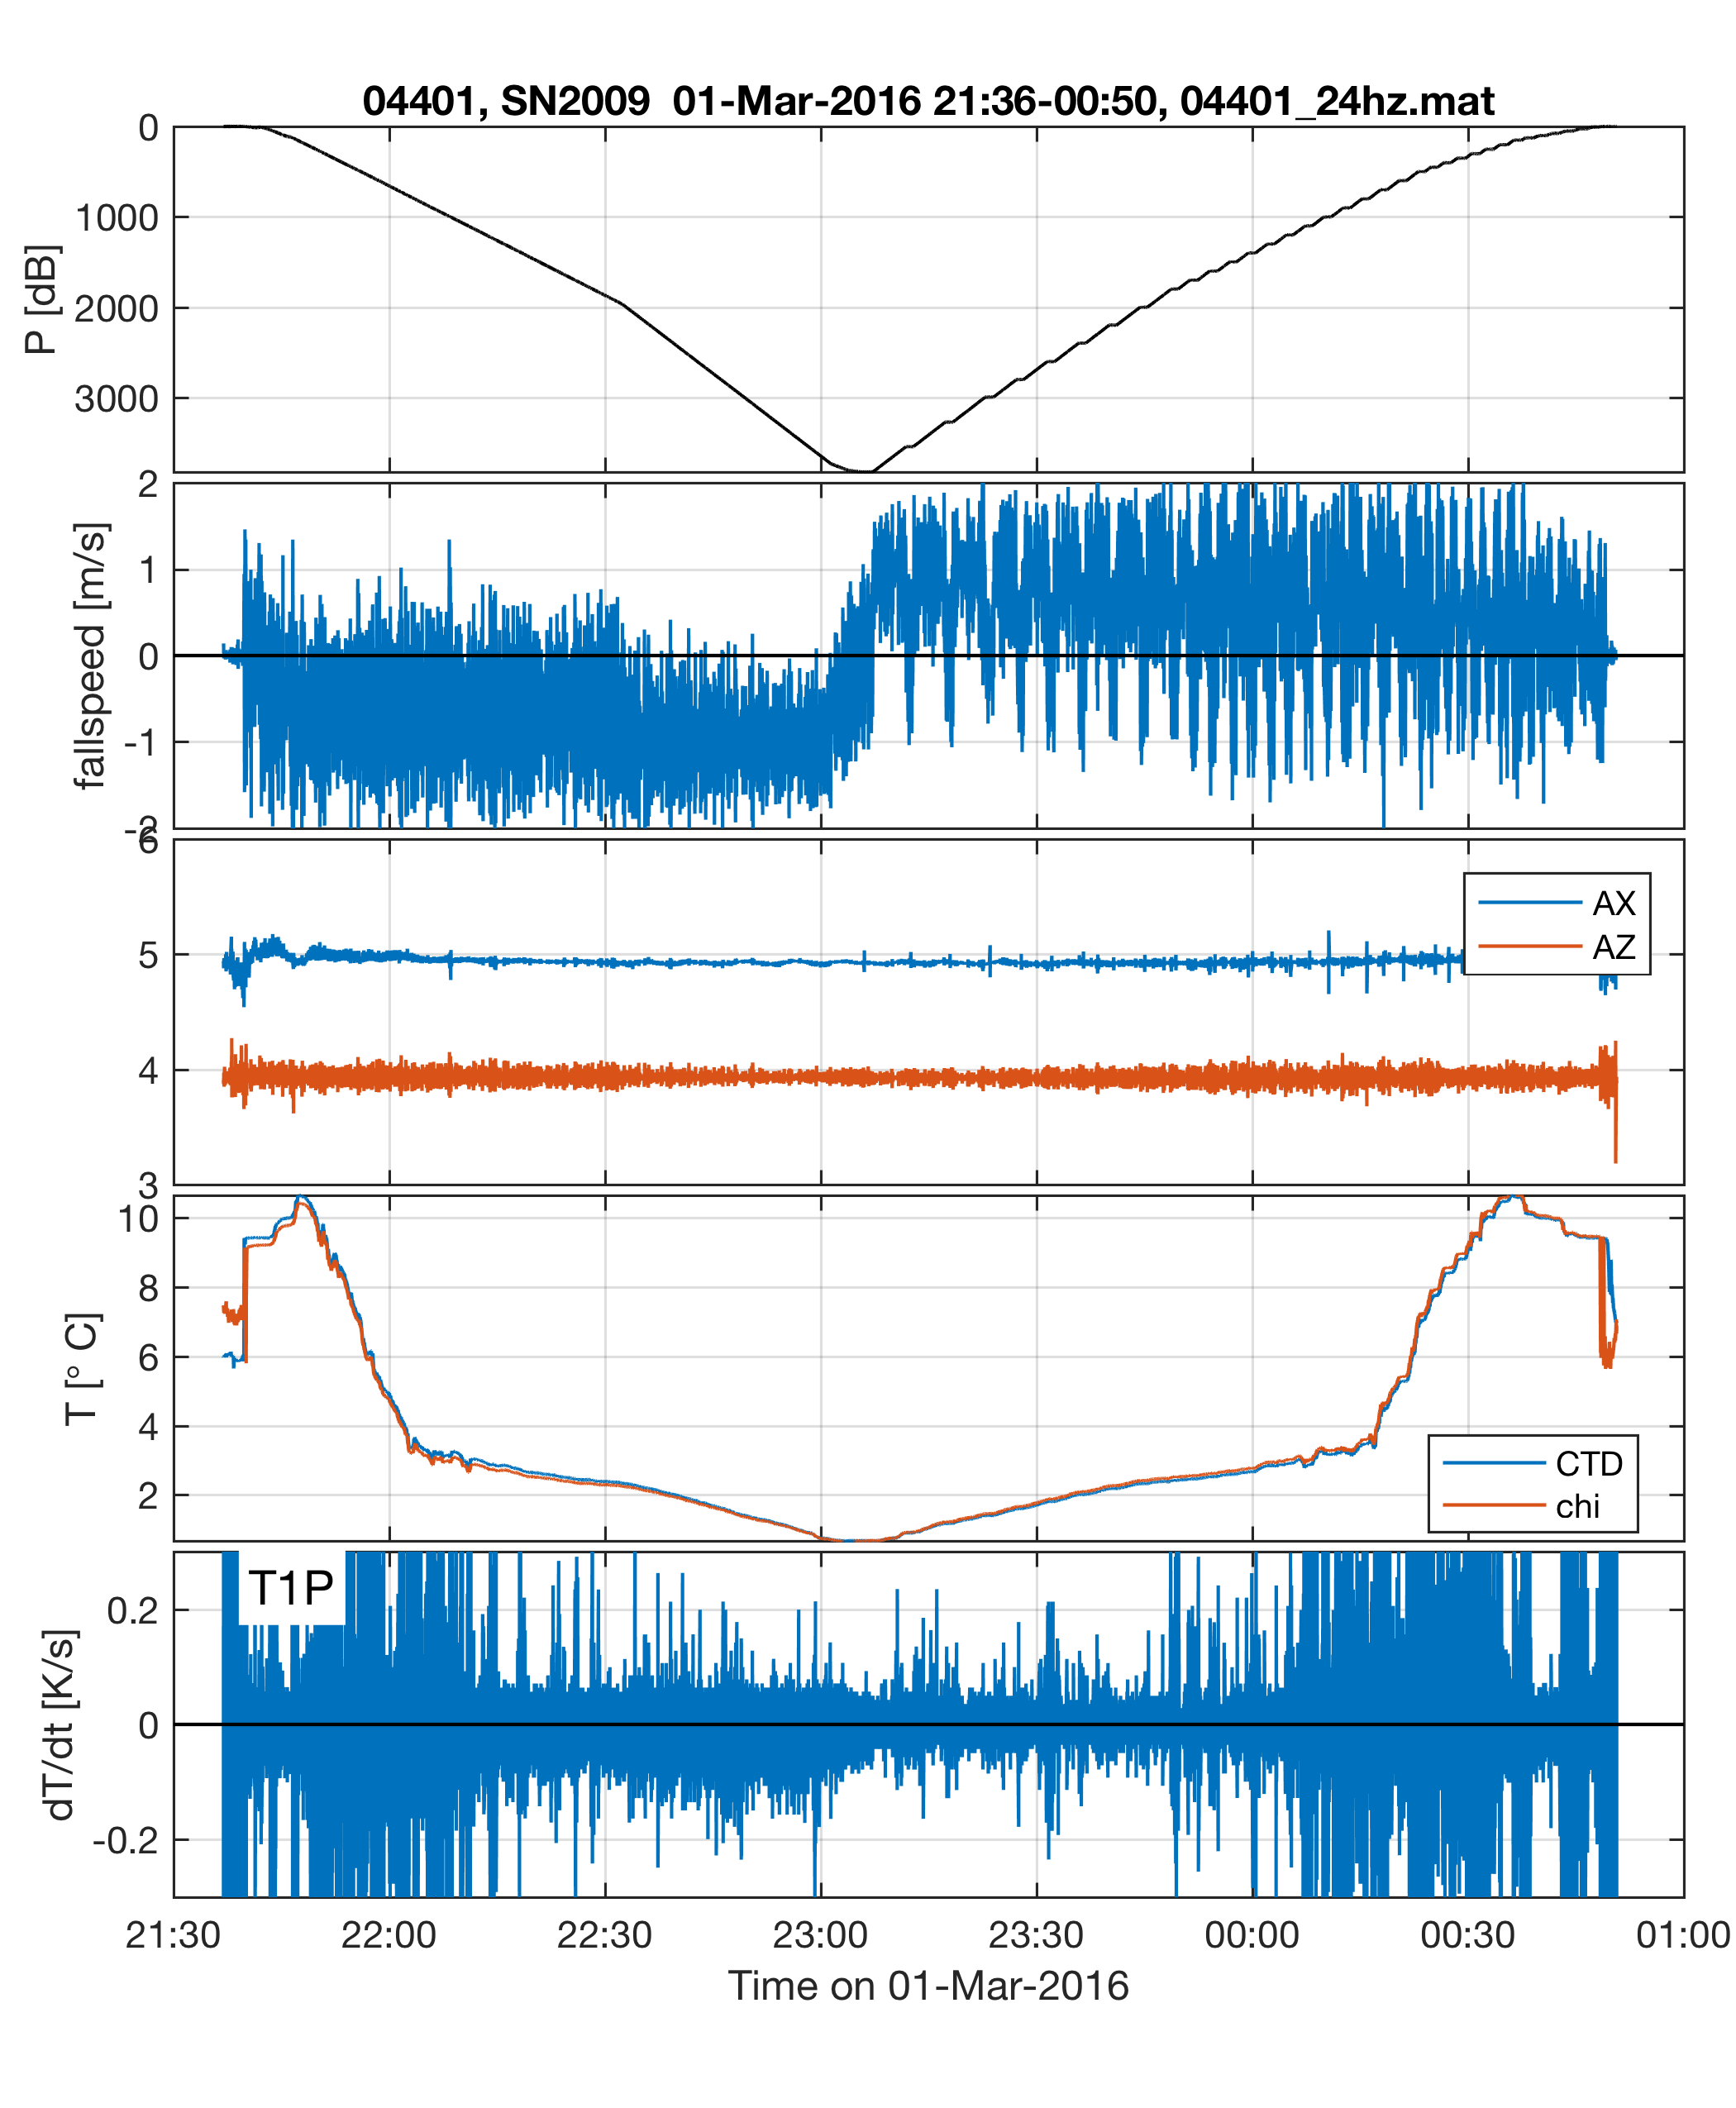 04401, SN2009  01-Mar-2016 21:36-00:50, 04401_24hz.mat
0
1000
2000
3000
P [dB]
2
1
0
-1
-2
fallspeed [m/s]
6
5
4
3
AX
AZ
10
8
6
4
2
T [° C]
CTD
chi
T1P
0.2
0
-0.2
dT/dt [K/s]
21:30 22:00 22:30 23:00 23:30 00:00 00:30 01:00
Time on 01-Mar-2016